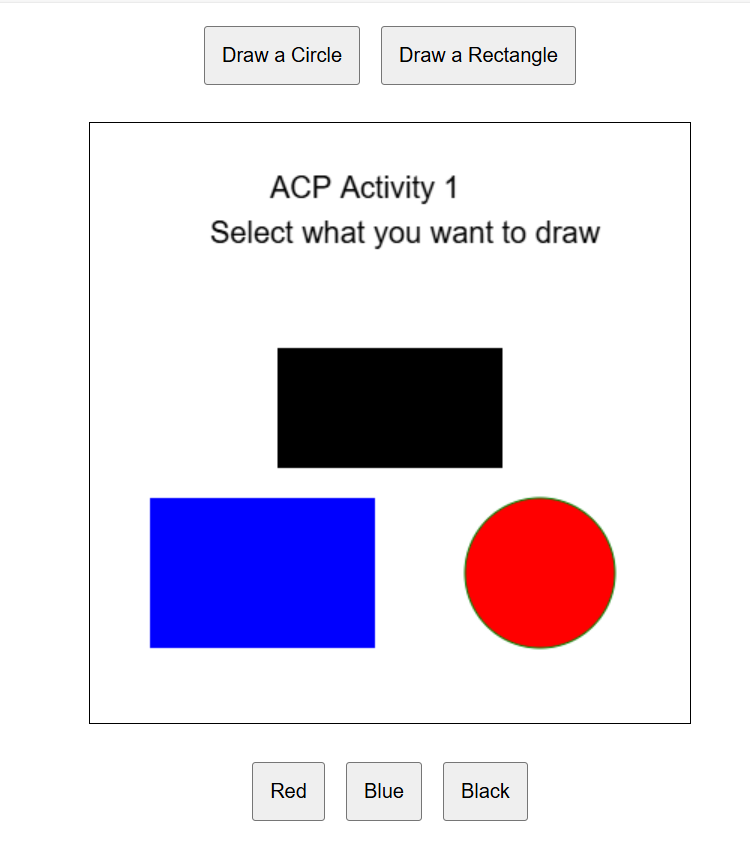 Draw a Circle Draw a Rectangle
ACP Activity 1
Select what you want to draw
Red Blue Black